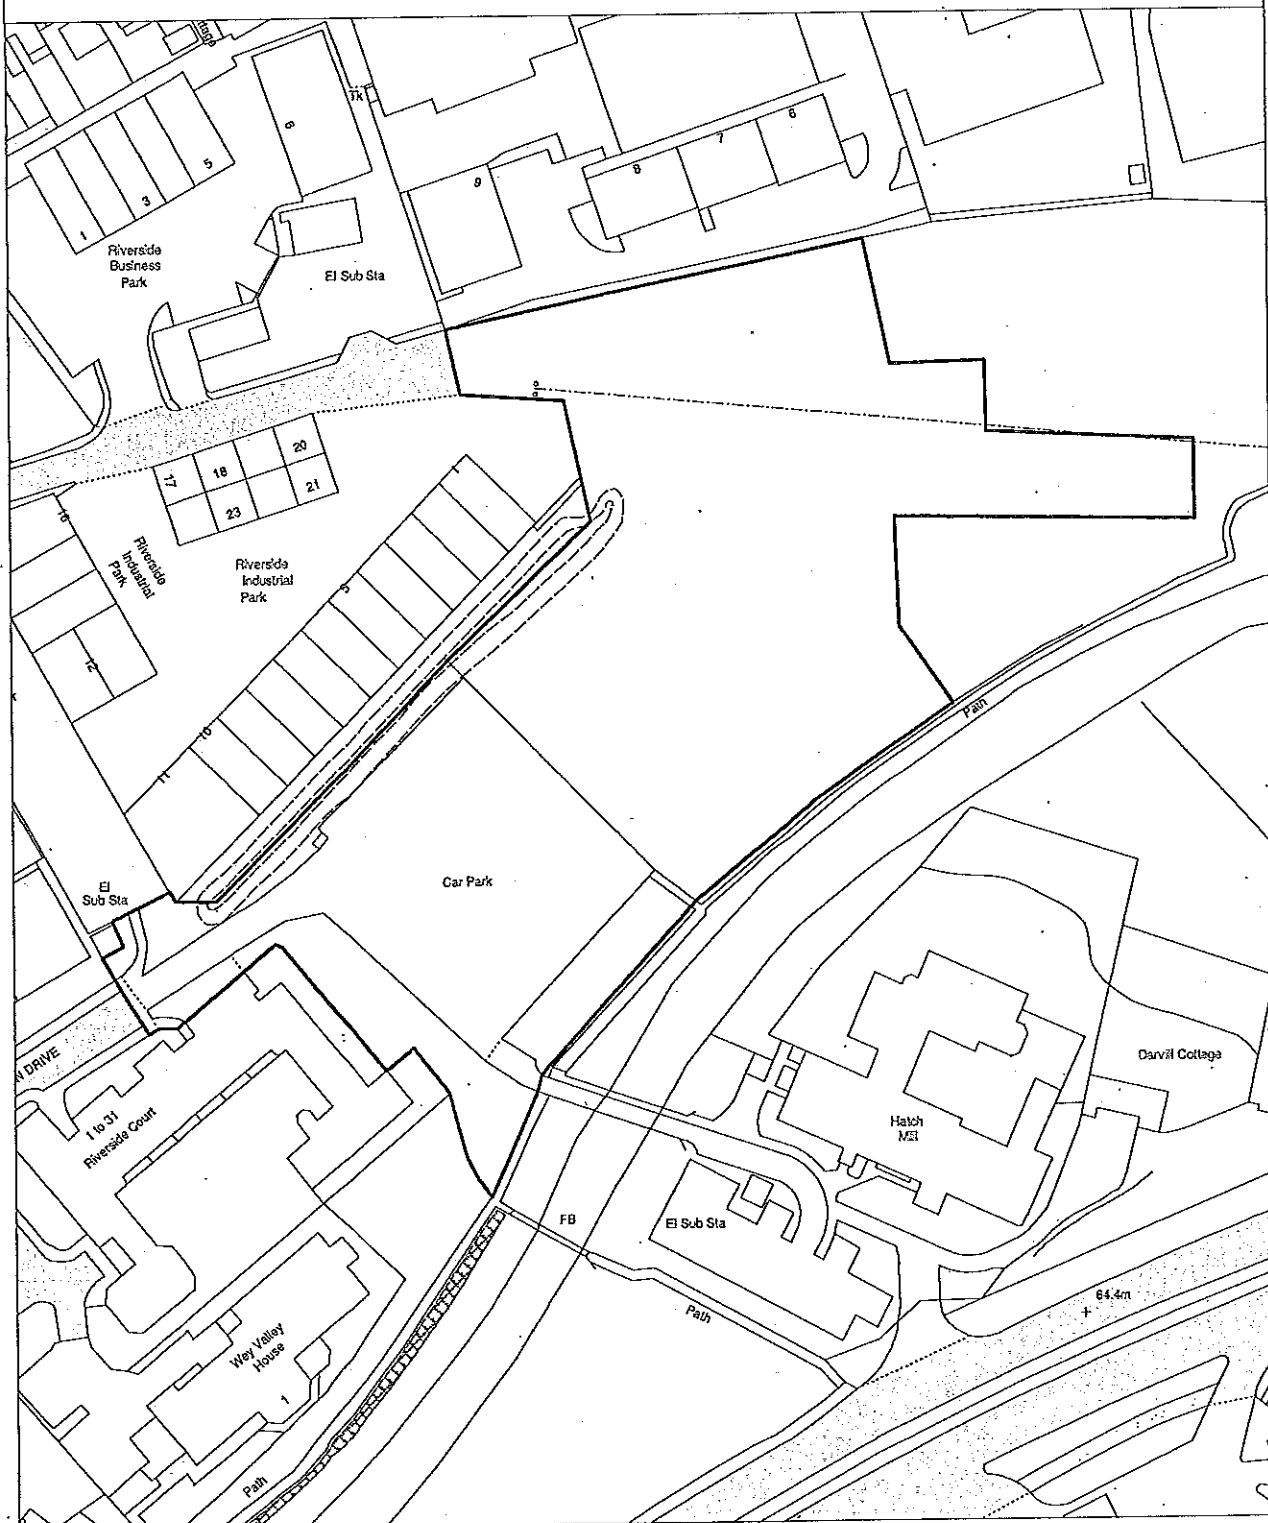 Tk
6
5
3
1
9
8
7
6
Riverside
Business
Park
El Sub Sta
17
18
20
21
23
16
Riverside
Industrial
Park
Riverside
Industrial
Park
12
1
5
10
11
El
Sub Sta
Car Park
Path
DRIVE
1 to 31
Riverside Court
Hatch
Mill
Darvill Cottage
FB
El Sub Sta
Path
64.4m
Wey Valley
House
1
Path